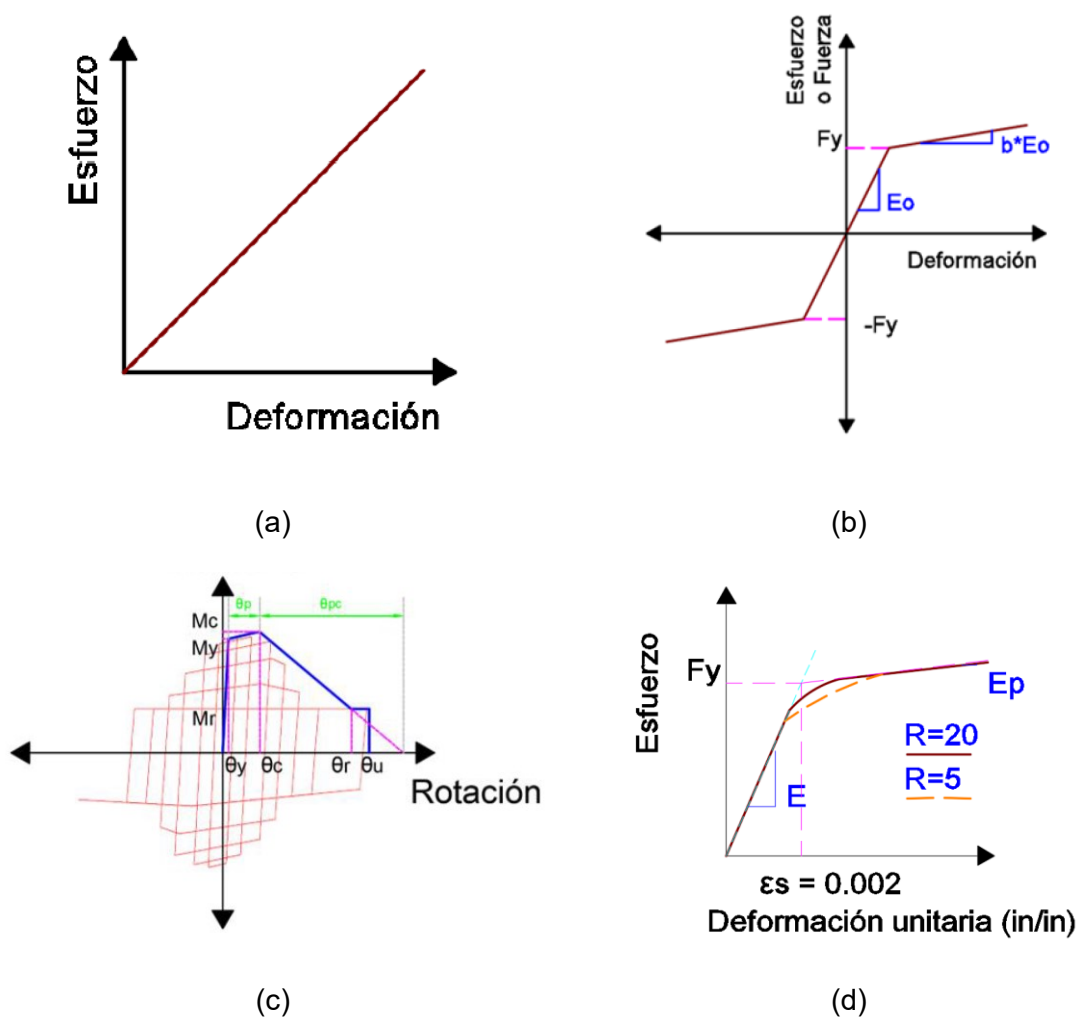 Esfuerzo
Deformación
(a)
Esfuerzo
o Fuerza
Fy
b*Eo
Eo
Deformación
-Fy
(b)
θp
θpc
Mc
My
Mr
θy
θc
θr
θu
Rotación
(c)
Esfuerzo
Fy
Ep
R=20
R=5
E
εs = 0.002
Deformación unitaria (in/in)
(d)